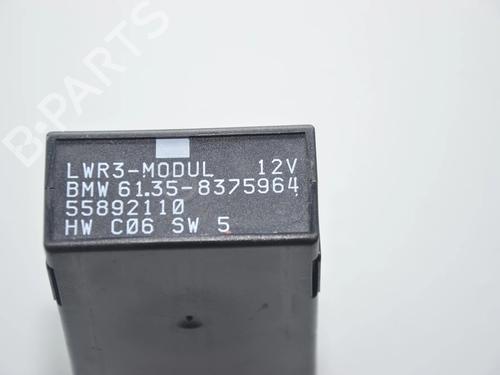 B-PARTS
LWR3-MODUL 12V
BMW 61.35-8375964
55892110
HW C06 SW 5